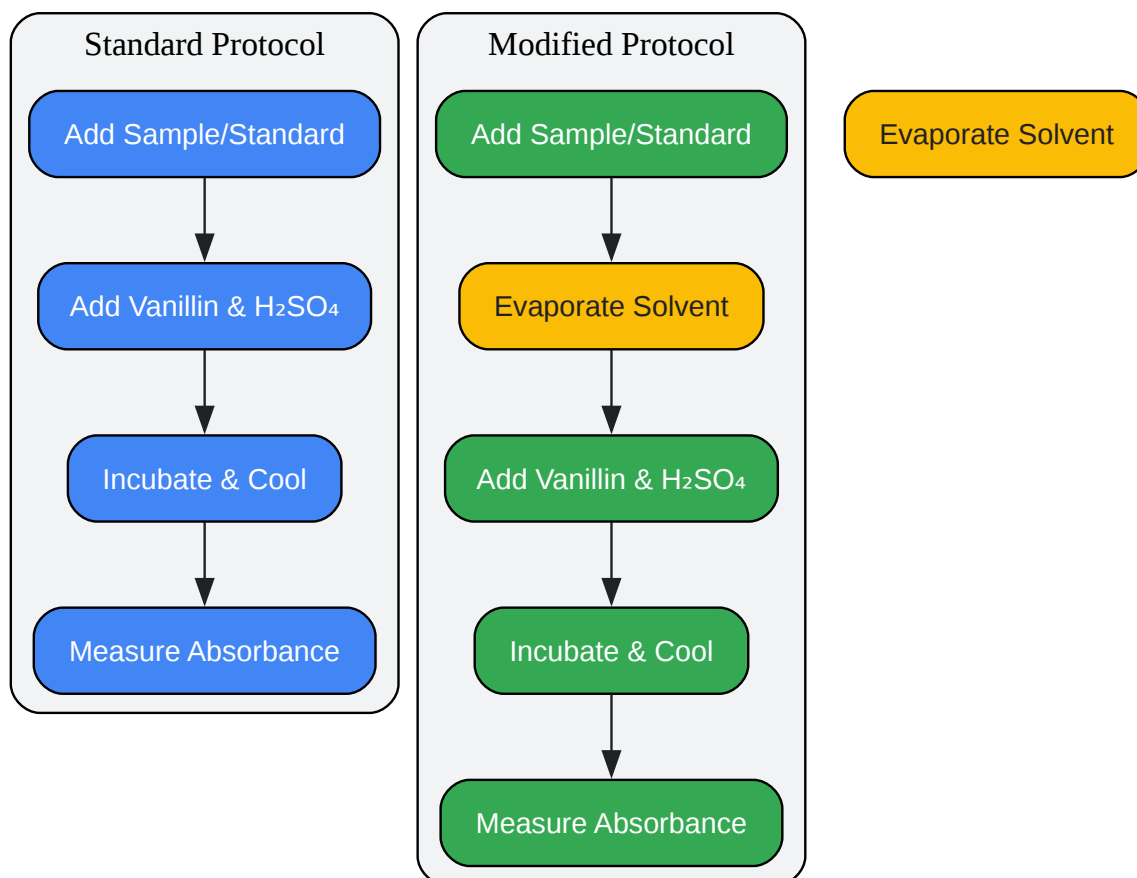 Standard Protocol
Add Sample/Standard
Add Vanillin & H₂SO₄
Incubate & Cool
Measure Absorbance
Modified Protocol
Add Sample/Standard
Evaporate Solvent
Add Vanillin & H₂SO₄
Incubate & Cool
Measure Absorbance
Evaporate Solvent